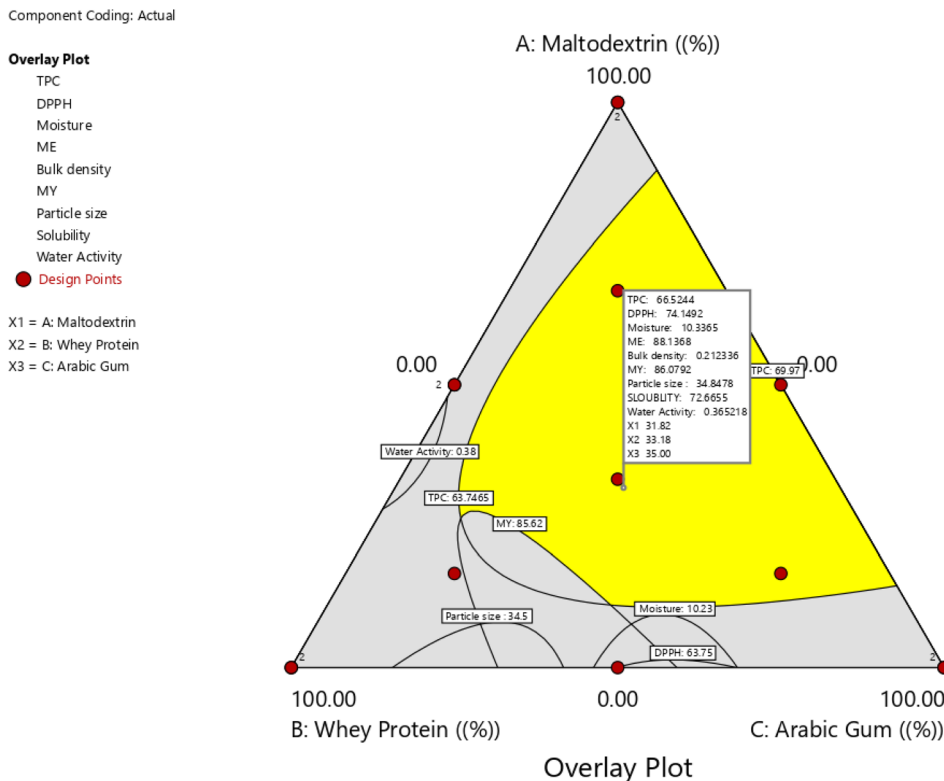 Component Coding: Actual
Overlay Plot
TPC
DPPH
Moisture
ME
Bulk density
MY
Particle size
Solubility
Water Activity
Design Points
X1 = A: Maltodextrin
X2 = B: Whey Protein
X3 = C: Arabic Gum
A: Maltodextrin ((%))
100.00
2
TPC: 66.5244
DPPH: 74.1492
Moisture: 10.3365
ME: 88.1368
Bulk density: 0.212336
MY: 86.0792
Particle size : 34.8478
SLOUBLITY: 72.6655
Water Activity: 0.365218
X1 31.82
X2 33.18
X3 35.00
0.00
2
TPC: 69.97
0.00
Water Activity: 0.38
TPC: 63.7465
MY: 85.62
Particle size : 34.5
Moisture: 10.23
DPPH: 63.75
2
2
100.00
0.00
100.00
B: Whey Protein ((%))
C: Arabic Gum ((%))
Overlay Plot